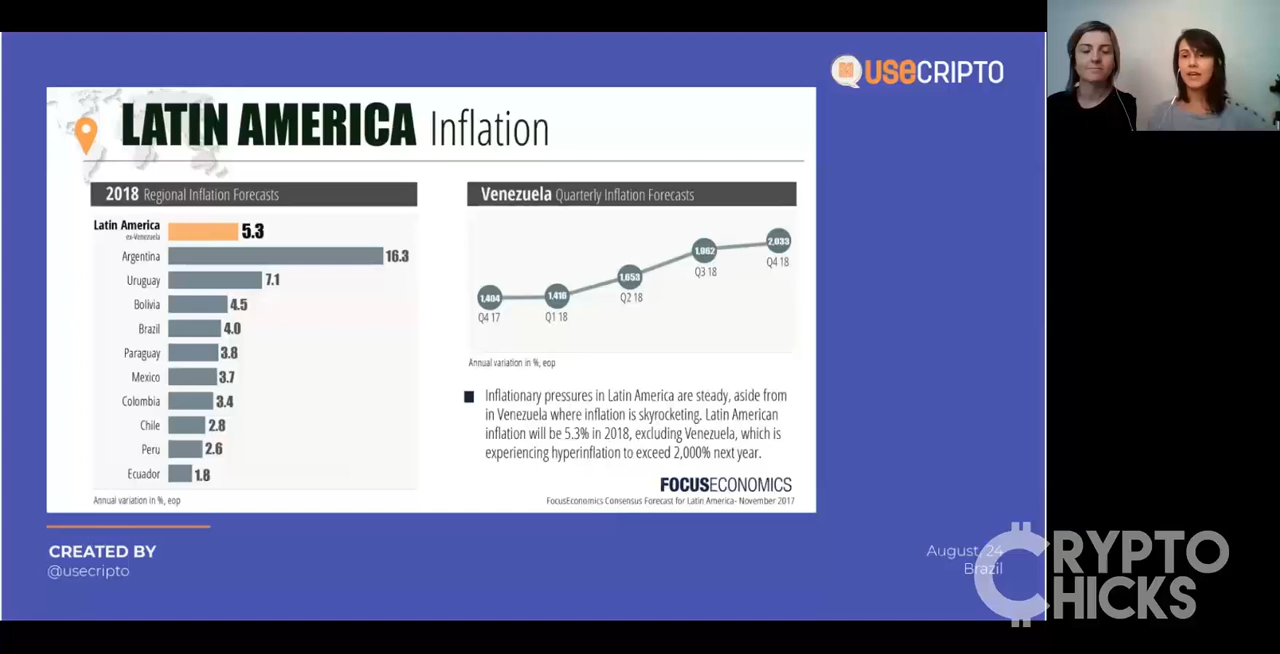 USECRIPTO
LATIN AMERICA Inflation
2018 Regional Inflation Forecasts
Latin America 5.3
ex-Venezuela
Argentina 16.3
Uruguay 7.1
Bolivia 4.5
Brazil 4.0
Paraguay 3.8
Mexico 3.7
Colombia 3.4
Chile 2.8
Peru 2.6
Ecuador 1.8
Annual variation in %, eop
Venezuela Quarterly Inflation Forecasts
1,404 1,416 1,653 1,962 2,033
Q4 17 Q1 18 Q2 18 Q3 18 Q4 18
Annual variation in %, eop
Inflationary pressures in Latin America are steady, aside from
in Venezuela where inflation is skyrocketing. Latin American
inflation will be 5.3% in 2018, excluding Venezuela, which is
experiencing hyperinflation to exceed 2,000% next year.
FOCUSECONOMICS
FocusEconomics Consensus Forecast for Latin America- November 2017
CREATED BY
@usecripto
August, 24
Brazil
CRYPTO
CHICKS